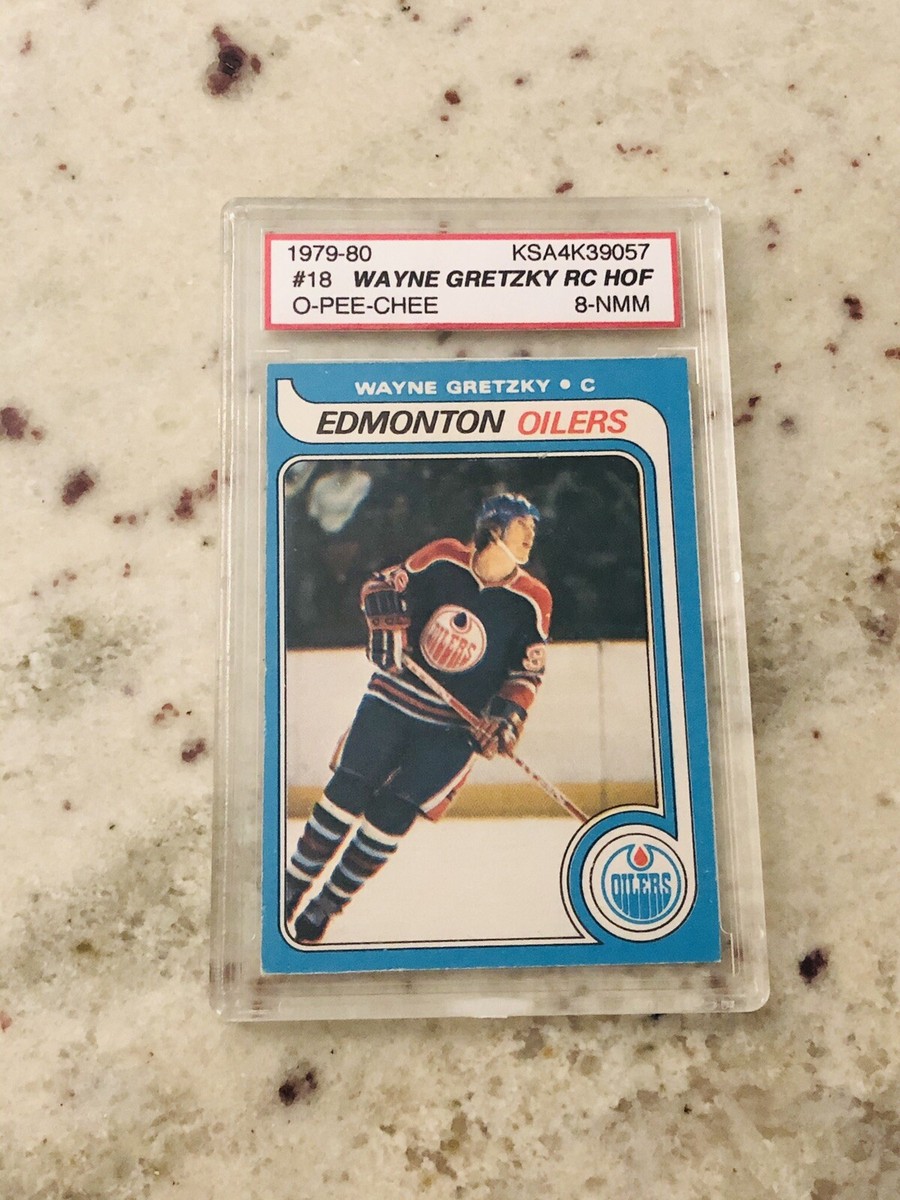 1979-80 KSA4K39057
#18 WAYNE GRETZKY RC HOF
O-PEE-CHEE 8-NMM
WAYNE GRETZKY • C
EDMONTON OILERS
OILERS
OILERS